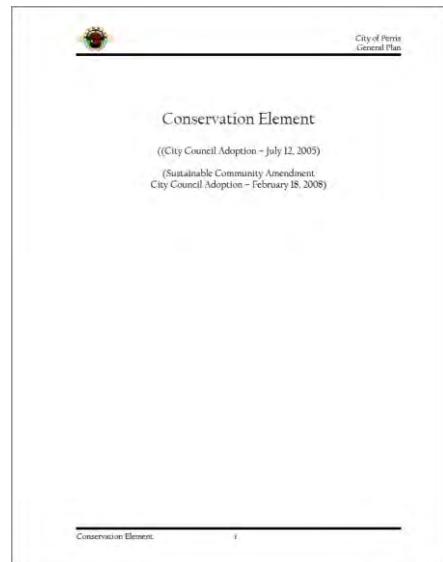 City of Perris
General Plan
Conservation Element
((City Council Adoption – July 12, 2005)
(Sustainable Community Amendment
City Council Adoption – February 18, 2008)
Conservation Element